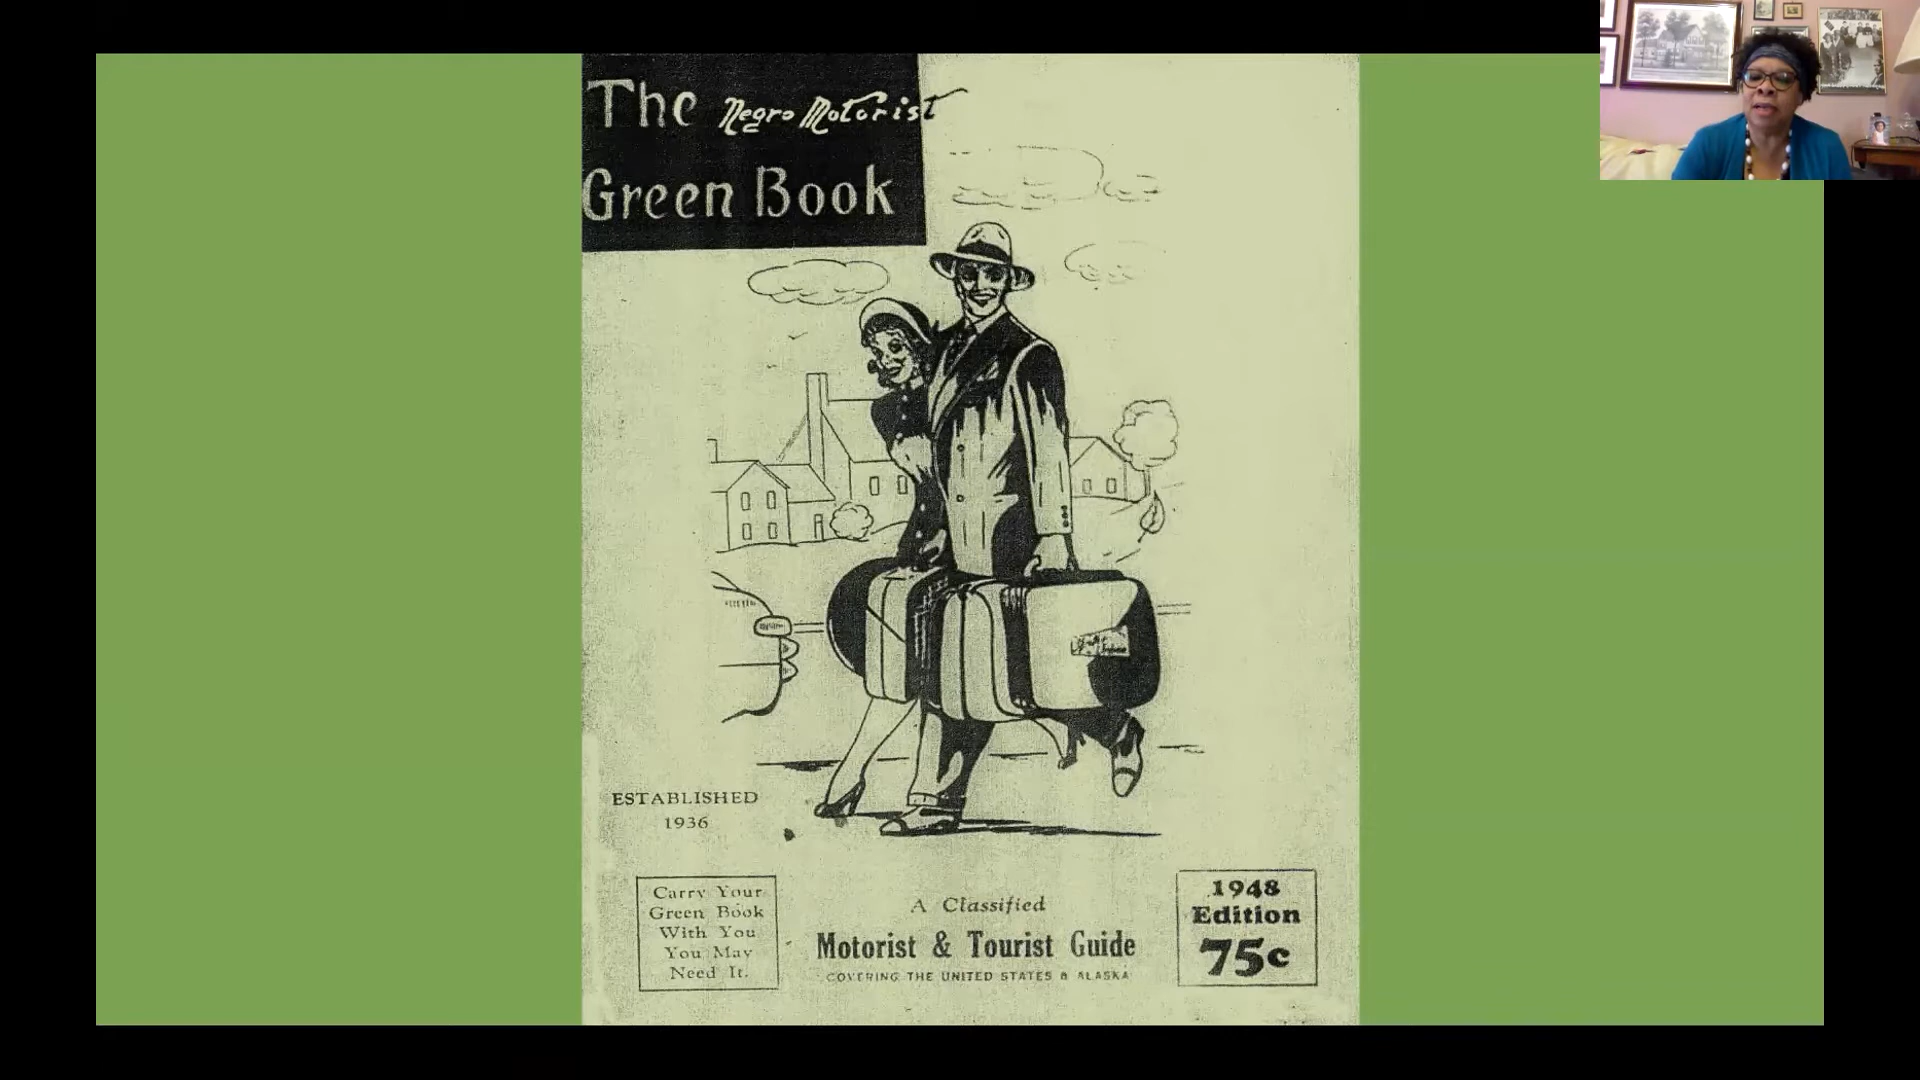 The Negro Motorist
Green Book
ESTABLISHED
1936
Carry Your
Green Book
With You
You May
Need It.
A Classified
Motorist & Tourist Guide
COVERING THE UNITED STATES & ALASKA
1948
Edition
75c